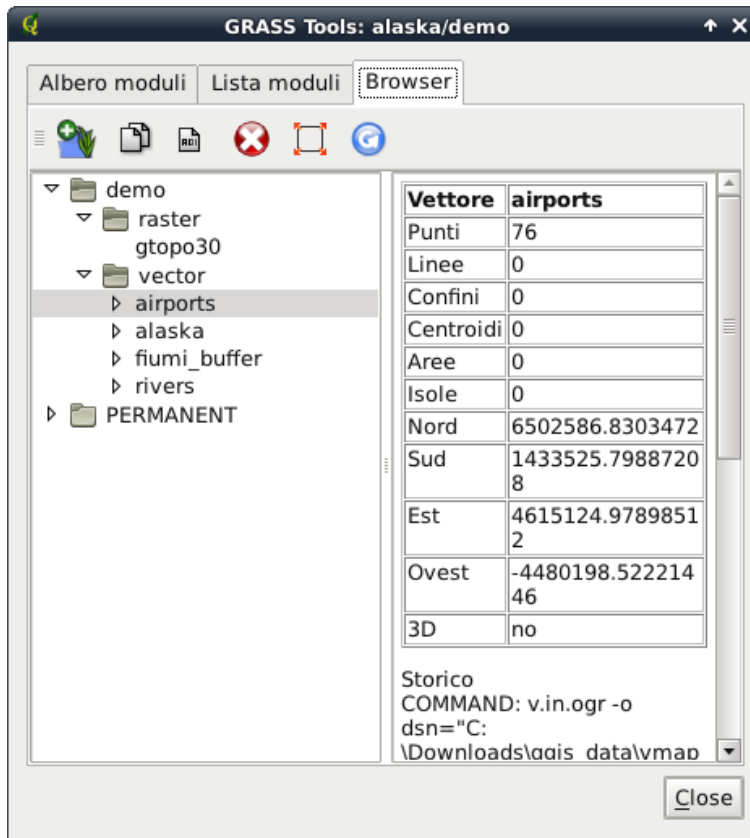 GRASS Tools: alaska/demo
Albero moduli Lista moduli Browser
demo
raster
gtopo30
vector
airports
alaska
fiumi_buffer
rivers
PERMANENT
Vettore airports
Punti 76
Linee 0
Confini 0
Centroidi 0
Aree 0
Isole 0
Nord 6502586.8303472
Sud 1433525.7988720
8
Est 4615124.9789851
2
Ovest -4480198.522214
46
3D no
Storico
COMMAND: v.in.ogr -o
dsn="C:
\Downloads\qgis_data\vmap
Close